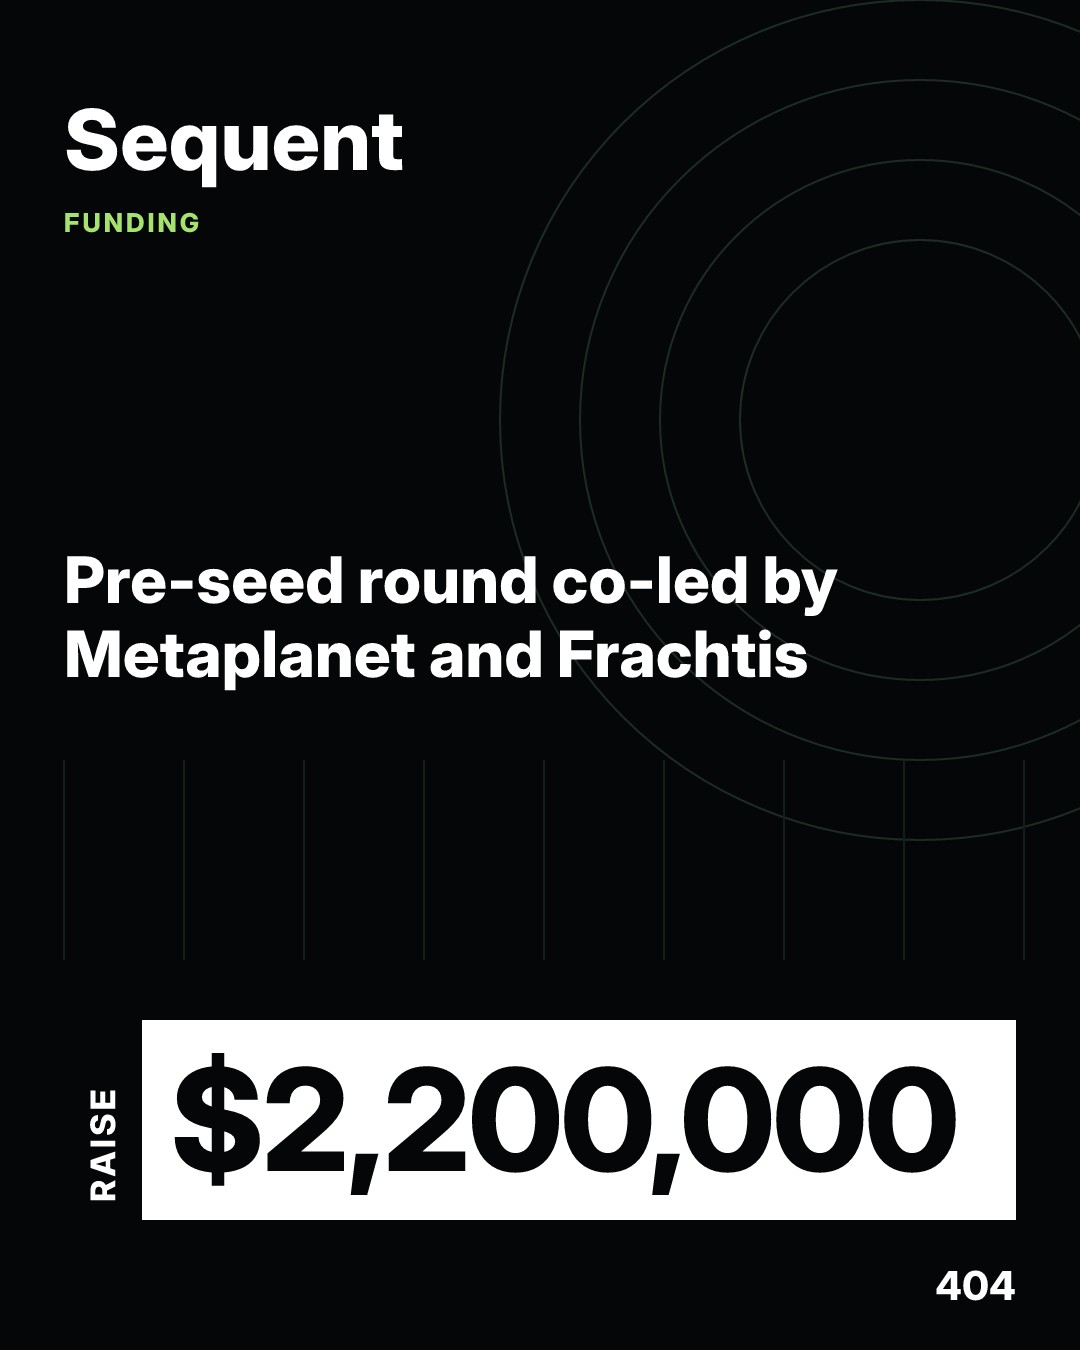 Sequent
FUNDING
Pre-seed round co-led by
Metaplanet and Frachtis
RAISE
$2,200,000
404